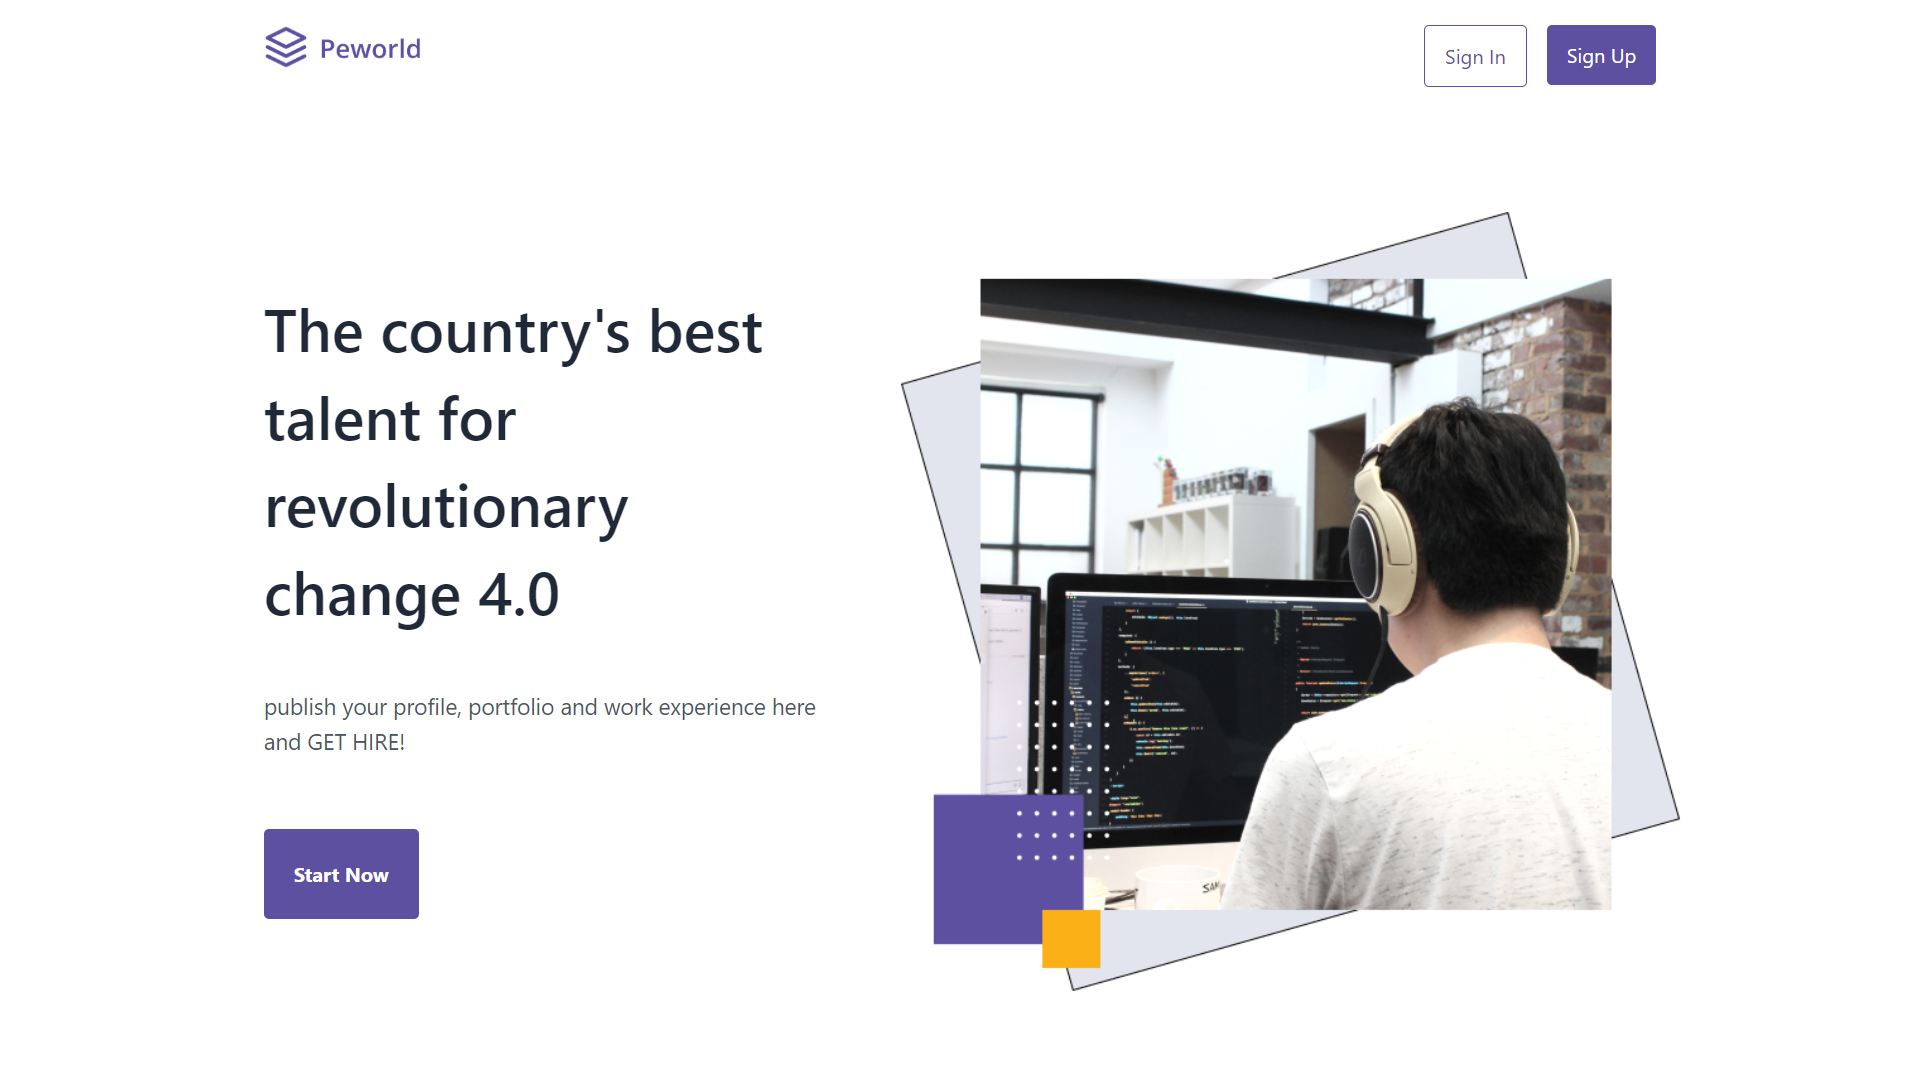 Peworld
Sign In
Sign Up
The country's best
talent for
revolutionary
change 4.0
publish your profile, portfolio and work experience here
and GET HIRE!
Start Now